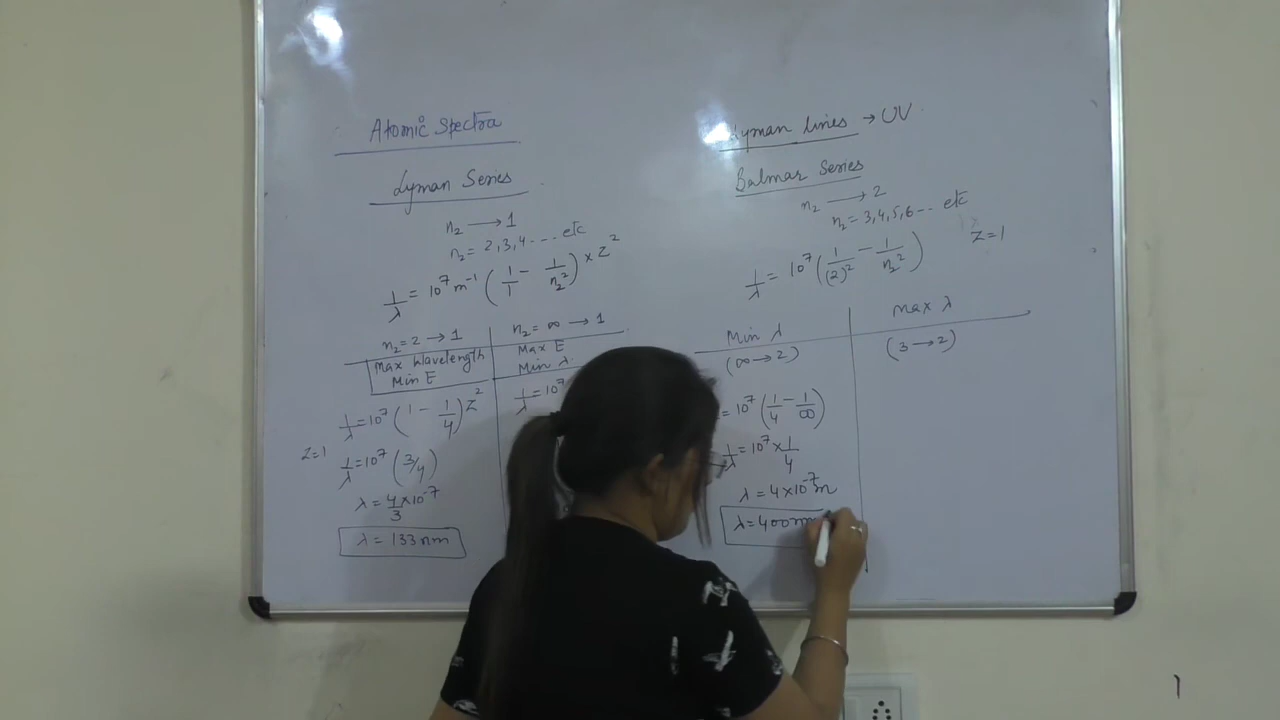 Atomic Spectra
Lyman Series
n₂ → 1
n₂ = 2,3,4 .... etc
1/λ = 10⁷ m⁻¹ (1/1 − 1/n₂²) × Z²
n₂ = 2 → 1
Max Wavelength
Min E
1/λ = 10⁷ (1 − 1/4) Z²
Z=1
1/λ = 10⁷ (3/4)
λ = 4/3 × 10⁻⁷
λ = 133 nm
n₂ = ∞ → 1
Max E
Min λ.
1/λ = 10⁷
Lyman lines → UV
Balmar Series
n₂ → 2
n₂ = 3,4,5,6 ... etc
1/λ = 10⁷ (1/(2)² − 1/n₂²)
Z=1
Min λ
(∞ → 2)
= 10⁷ (1/4 − 1/∞)
1/λ = 10⁷ × 1/4
λ = 4 × 10⁻⁷ m
λ = 400
Max λ
(3 → 2)